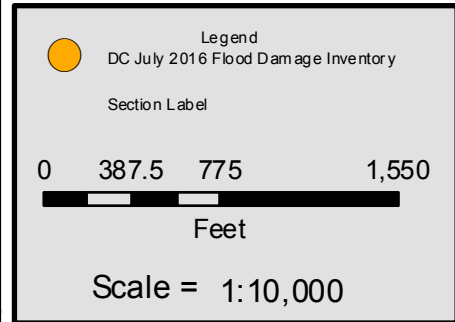 Legend
DC July 2016 Flood Damage Inventory
Section Label
0 387.5 775 1,550
Feet
Scale = 1:10,000